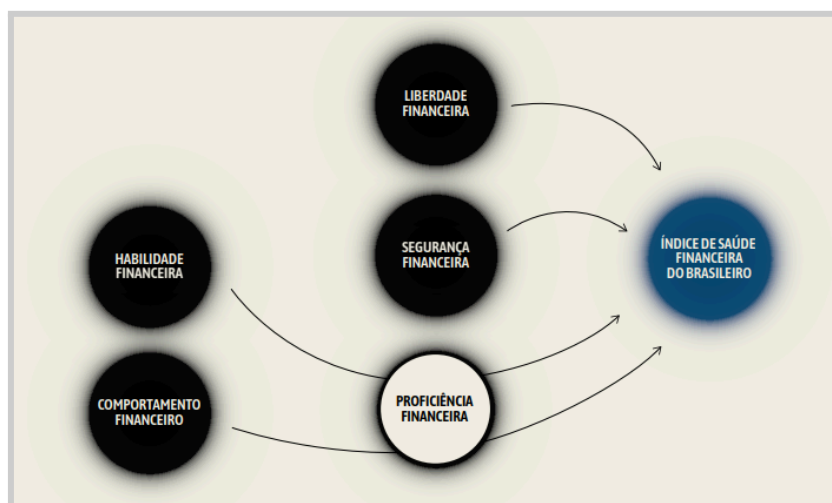 LIBERDADE
FINANCEIRA
SEGURANÇA
FINANCEIRA
ÍNDICE DE SAÚDE
FINANCEIRA
DO BRASILEIRO
HABILIDADE
FINANCEIRA
COMPORTAMENTO
FINANCEIRO
PROFICIÊNCIA
FINANCEIRA